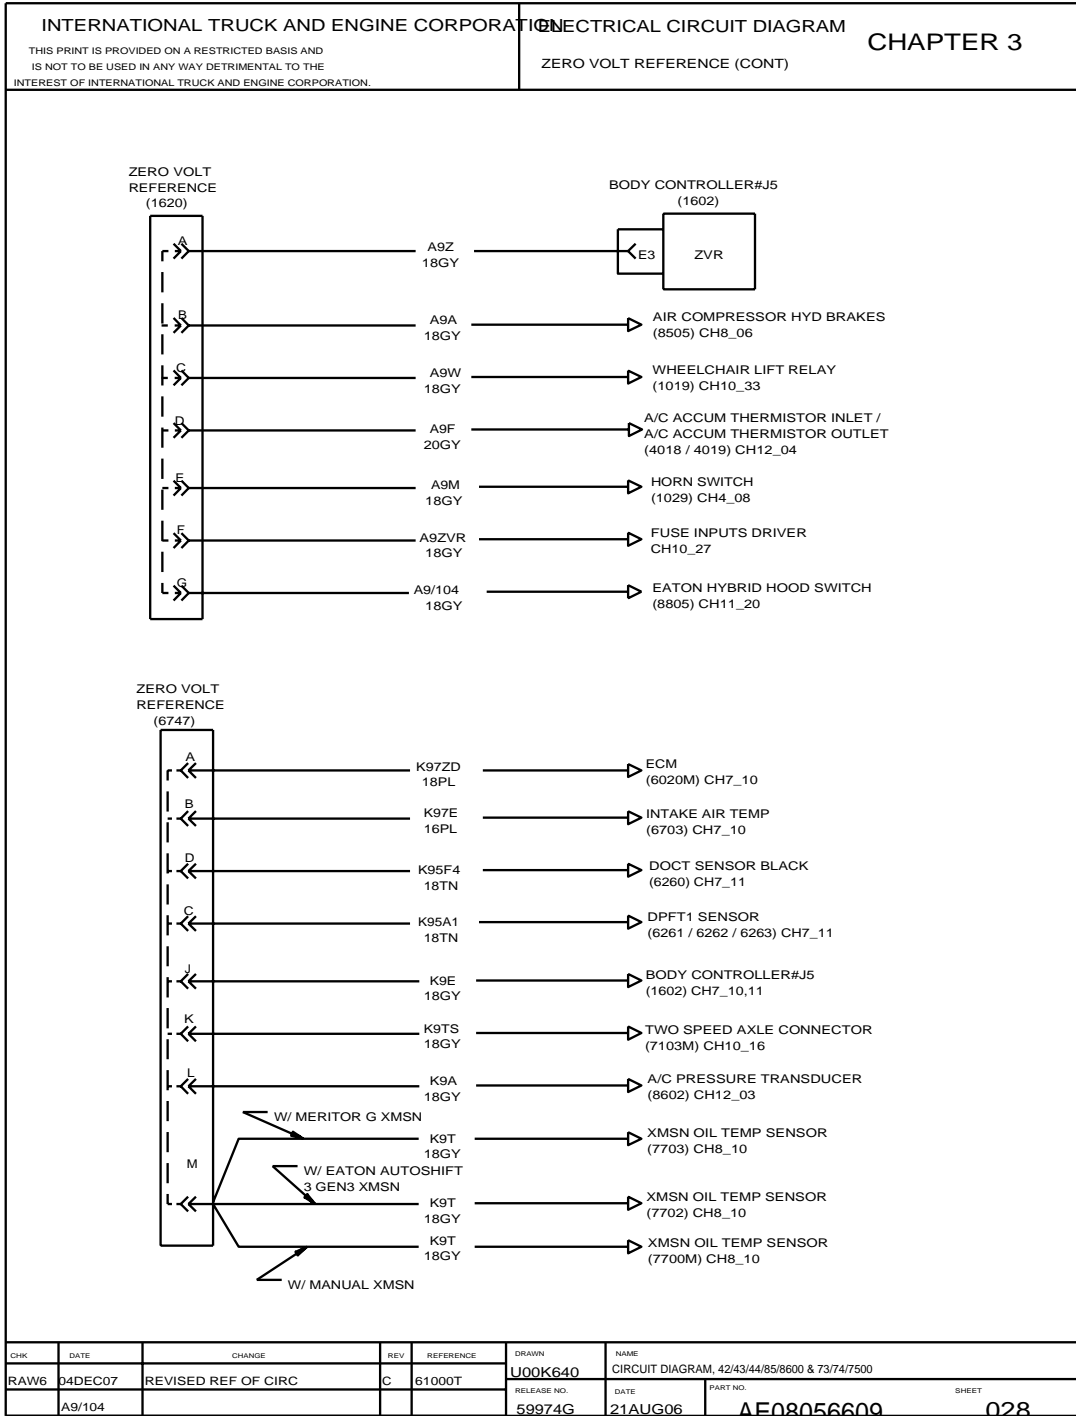 INTERNATIONAL TRUCK AND ENGINE CORPORATION
THIS PRINT IS PROVIDED ON A RESTRICTED BASIS AND
IS NOT TO BE USED IN ANY WAY DETRIMENTAL TO THE
INTEREST OF INTERNATIONAL TRUCK AND ENGINE CORPORATION.
ELECTRICAL CIRCUIT DIAGRAM
ZERO VOLT REFERENCE (CONT)
CHAPTER 3
ZERO VOLT
REFERENCE
(1620)
BODY CONTROLLER#J5
(1602)
A
A9Z
18GY
E3
ZVR
B
A9A
18GY
AIR COMPRESSOR HYD BRAKES
(8505) CH8_06
C
A9W
18GY
WHEELCHAIR LIFT RELAY
(1019) CH10_33
D
A9F
20GY
A/C ACCUM THERMISTOR INLET /
A/C ACCUM THERMISTOR OUTLET
(4018 / 4019) CH12_04
E
A9M
18GY
HORN SWITCH
(1029) CH4_08
F
A9ZVR
18GY
FUSE INPUTS DRIVER
CH10_27
G
A9/104
18GY
EATON HYBRID HOOD SWITCH
(8805) CH11_20
ZERO VOLT
REFERENCE
(6747)
A
K97ZD
18PL
ECM
(6020M) CH7_10
B
K97E
16PL
INTAKE AIR TEMP
(6703) CH7_10
D
K95F4
18TN
DOCT SENSOR BLACK
(6260) CH7_11
C
K95A1
18TN
DPFT1 SENSOR
(6261 / 6262 / 6263) CH7_11
J
K9E
18GY
BODY CONTROLLER#J5
(1602) CH7_10,11
K
K9TS
18GY
TWO SPEED AXLE CONNECTOR
(7103M) CH10_16
L
K9A
18GY
A/C PRESSURE TRANSDUCER
(8602) CH12_03
W/ MERITOR G XMSN
K9T
18GY
XMSN OIL TEMP SENSOR
(7703) CH8_10
M
W/ EATON AUTOSHIFT
3 GEN3 XMSN
K9T
18GY
XMSN OIL TEMP SENSOR
(7702) CH8_10
K9T
18GY
XMSN OIL TEMP SENSOR
(7700M) CH8_10
W/ MANUAL XMSN
CHK DATE CHANGE REV REFERENCE
RAW6 04DEC07 REVISED REF OF CIRC C 61000T
A9/104
DRAWN
U00K640
NAME
CIRCUIT DIAGRAM, 42/43/44/85/8600 & 73/74/7500
RELEASE NO.
59974G
DATE
21AUG06
PART NO.
AF08056609
SHEET
028